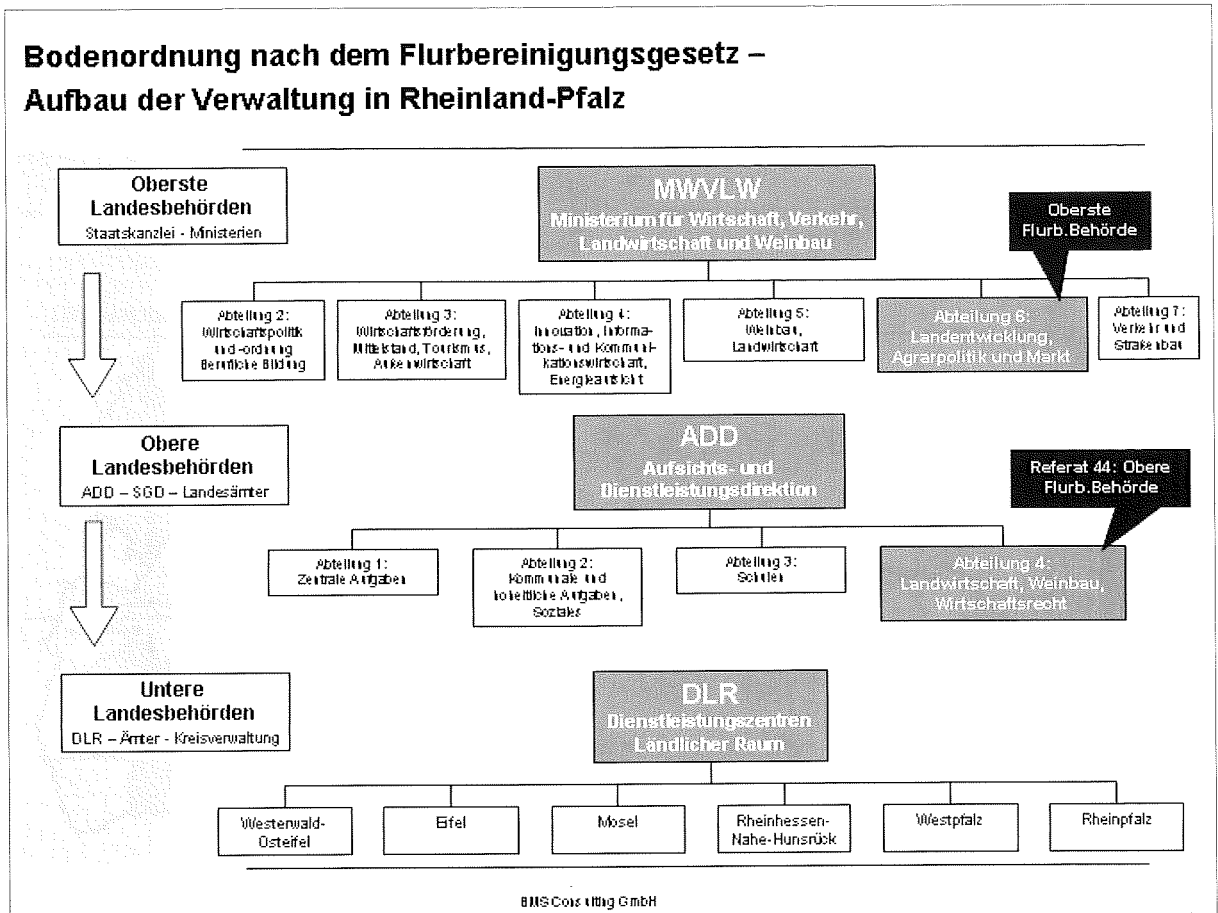 Bodenordnung nach dem Flurbereinigungsgesetz –
Aufbau der Verwaltung in Rheinland-Pfalz
Oberste
Landesbehörden
Staatskanzlei - Ministerien
MWVLW
Ministerium für Wirtschaft, Verkehr,
Landwirtschaft und Weinbau
Oberste
Flurb.Behörde
Abteilung 2:
Wirtschaftspolitik
und -ordnung
Berufliche Bildung
Abteilung 3:
Wirtschaftsförderung,
Mittelstand, Tourismus,
Außenwirtschaft
Abteilung 4:
Innovation, Informa-
tions- und Kommuni-
kationswirtschaft,
Energieaufsicht
Abteilung 5:
Weinbau,
Landwirtschaft
Abteilung 6:
Landentwicklung,
Agrarpolitik und Markt
Abteilung 7:
Verkehr und
Straßenbau
Obere
Landesbehörden
ADD – SGD – Landesämter
ADD
Aufsichts- und
Dienstleistungsdirektion
Referat 44: Obere
Flurb.Behörde
Abteilung 1:
Zentrale Aufgaben
Abteilung 2:
Kommunale und
hoheitliche Aufgaben,
Soziales
Abteilung 3:
Schulen
Abteilung 4:
Landwirtschaft, Weinbau,
Wirtschaftsrecht
Untere
Landesbehörden
DLR – Ämter - Kreisverwaltung
DLR
Dienstleistungszentren
Ländlicher Raum
Westerwald-
Osteifel
Eifel
Mosel
Rheinhessen-
Nahe-Hunsrück
Westpfalz
Rheinpfalz
BMS Consulting GmbH